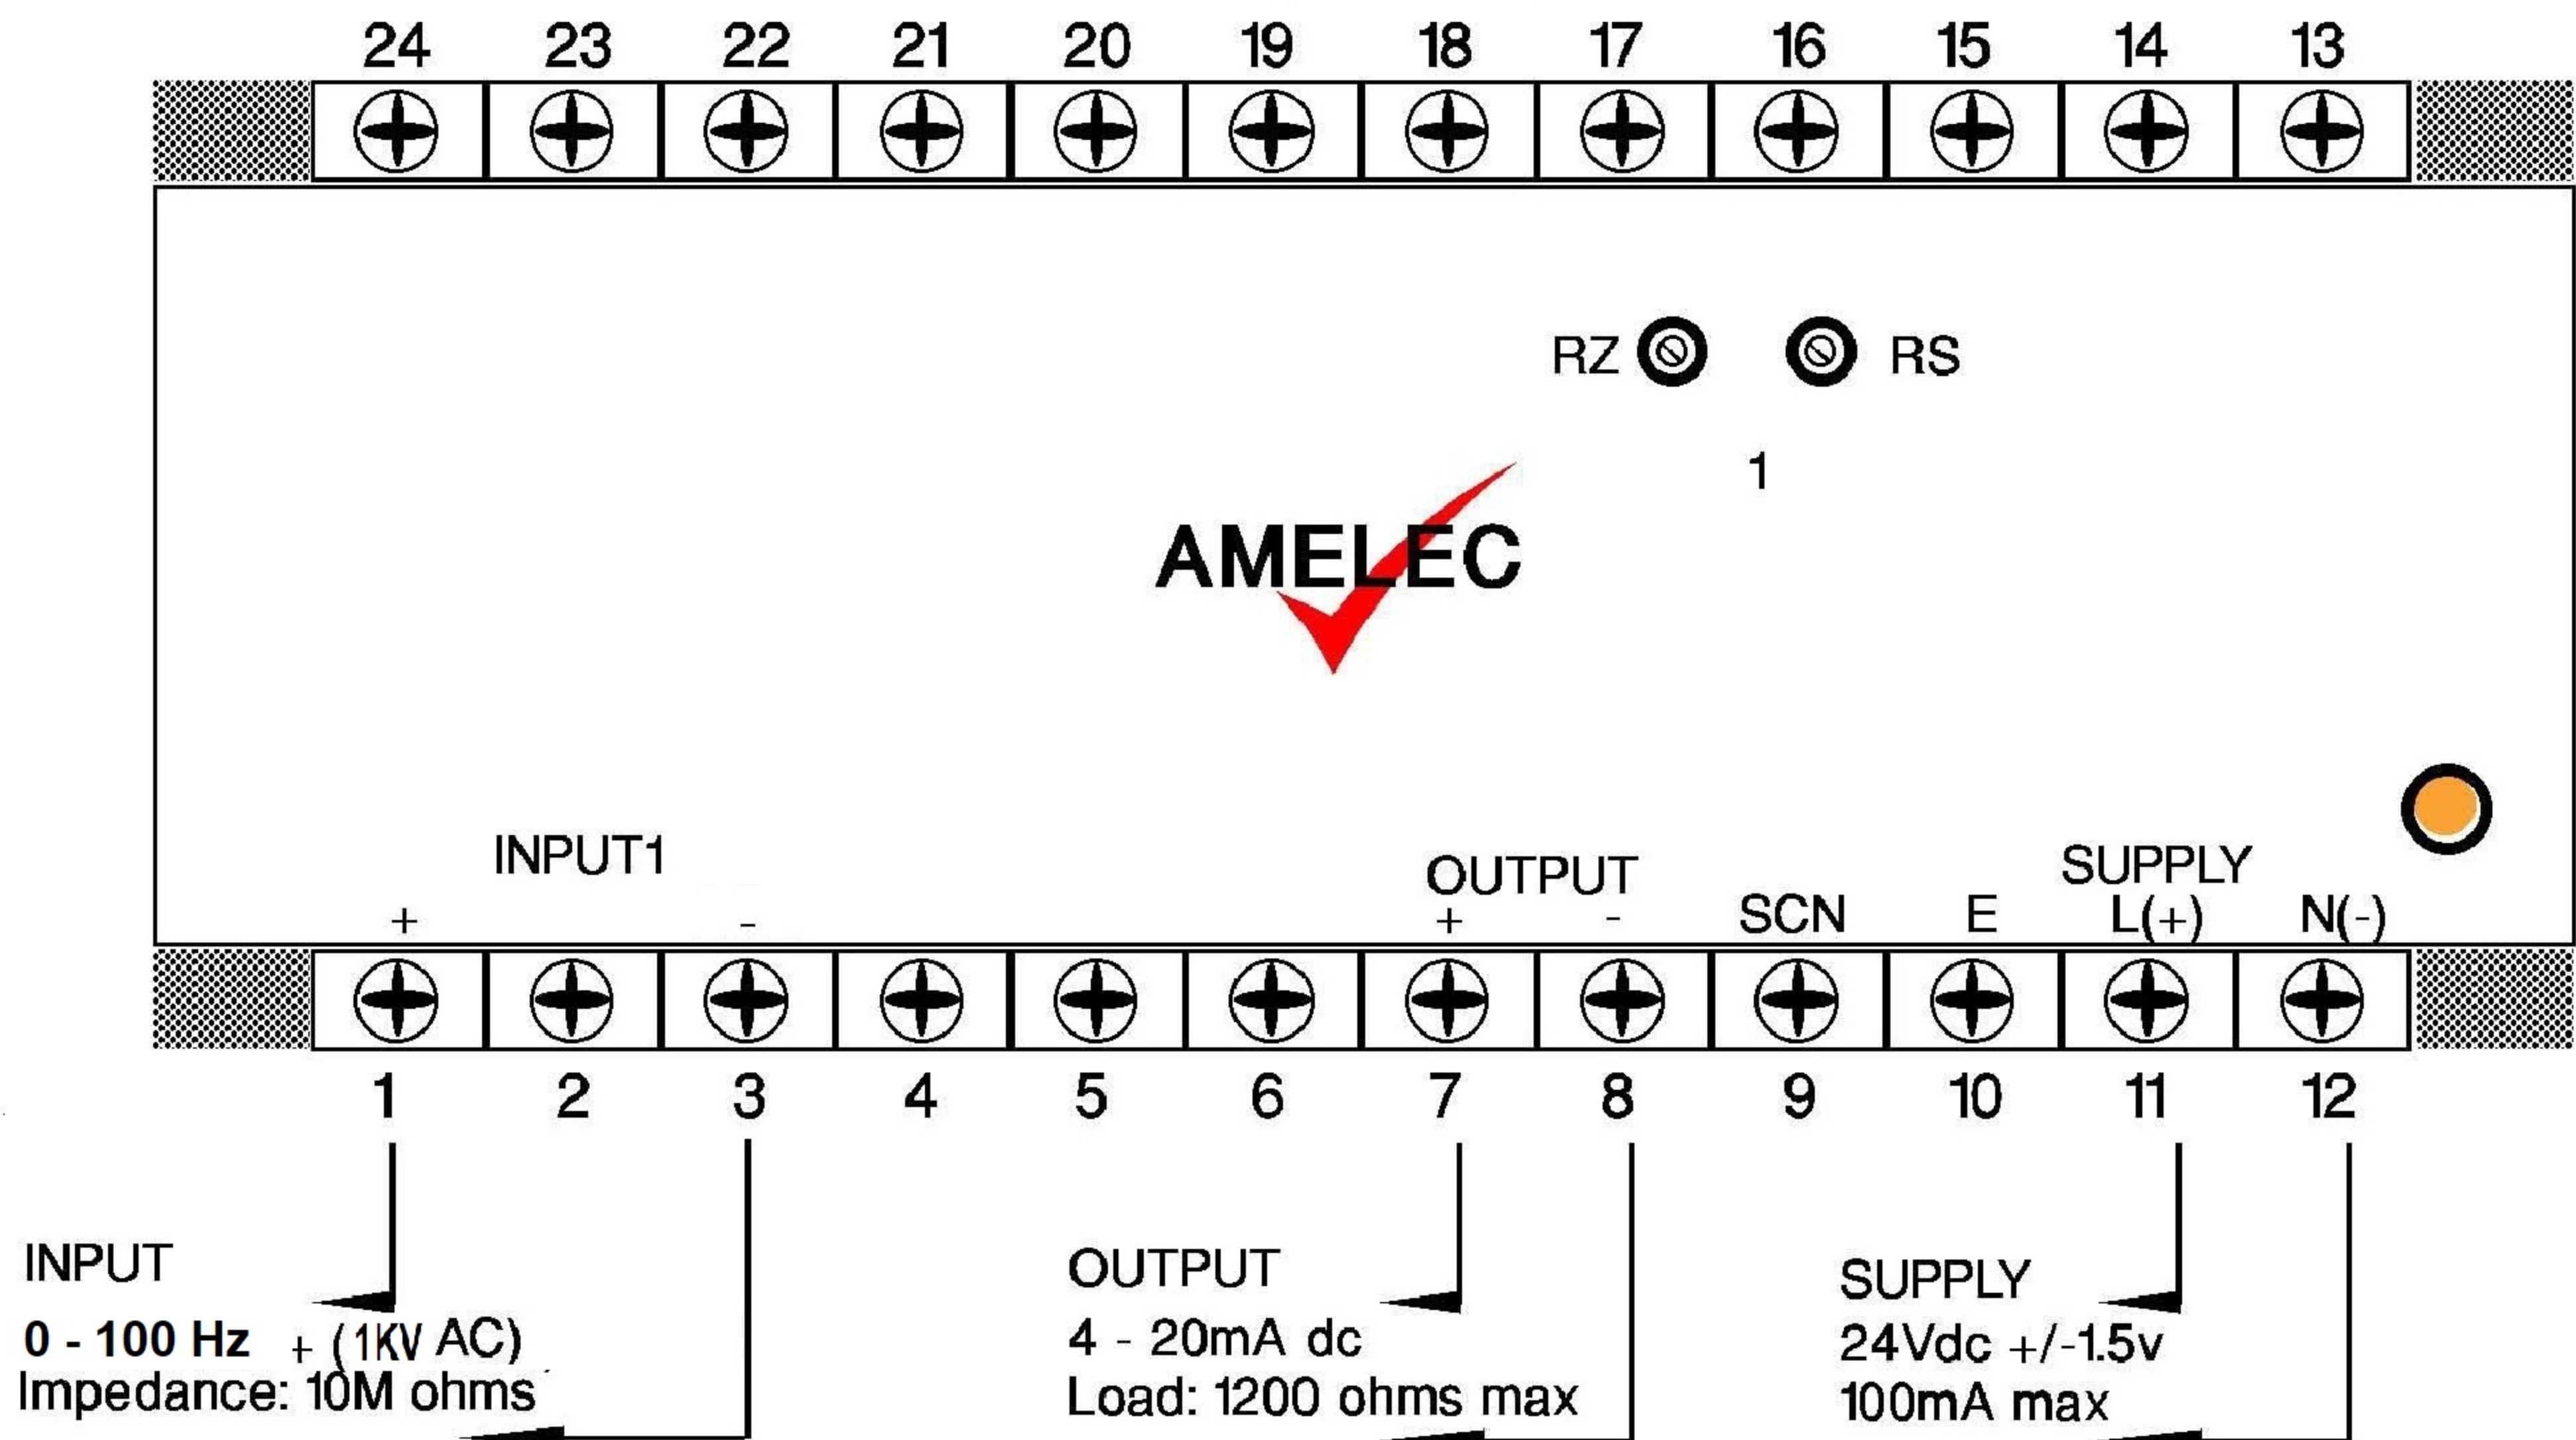 24 23 22 21 20 19 18 17 16 15 14 13
RZ RS
1
AMELEC
INPUT1
+ -
OUTPUT
+ -
SCN E
SUPPLY
L(+) N(-)
1 2 3 4 5 6 7 8 9 10 11 12
INPUT
0 - 100 Hz + (1KV AC)
Impedance: 10M ohms
OUTPUT
4 - 20mA dc
Load: 1200 ohms max
SUPPLY
24Vdc +/-1.5v
100mA max